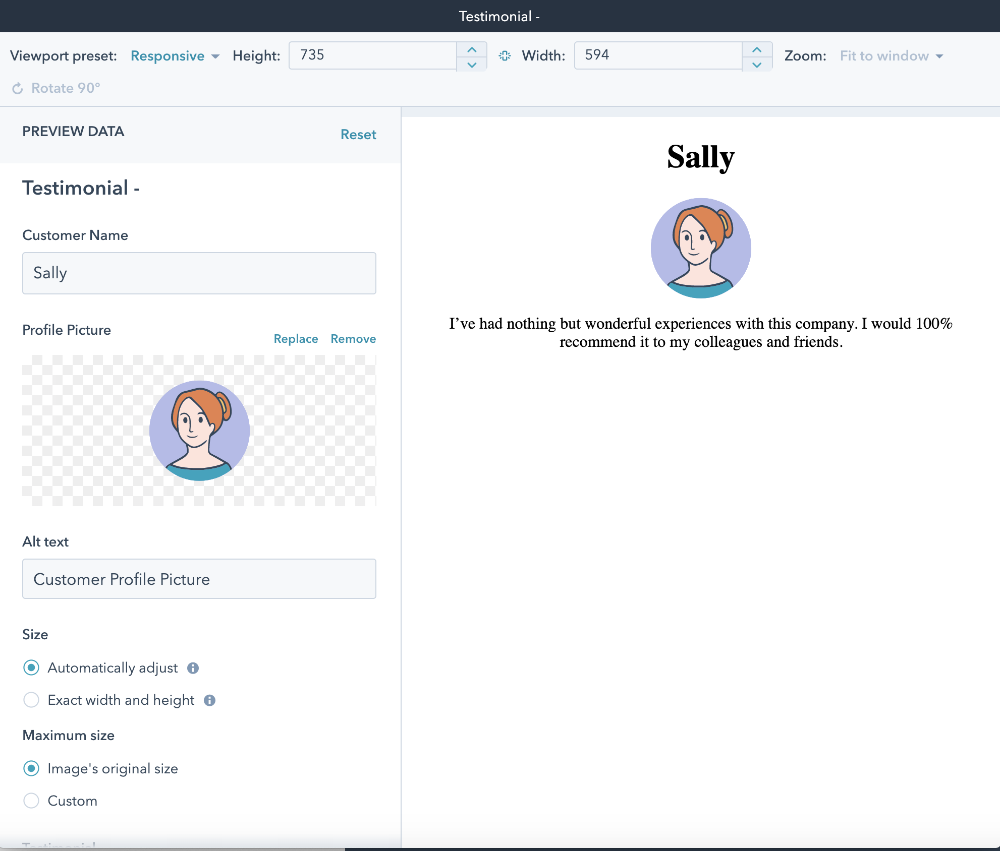 Testimonial -
Viewport preset: Responsive Height: 735 Width: 594 Zoom: Fit to window
Rotate 90°
PREVIEW DATA Reset
Testimonial -
Customer Name
Sally
Profile Picture Replace Remove
Alt text
Customer Profile Picture
Size
Automatically adjust
Exact width and height
Maximum size
Image's original size
Custom
Testimonial
Sally
I’ve had nothing but wonderful experiences with this company. I would 100%
recommend it to my colleagues and friends.